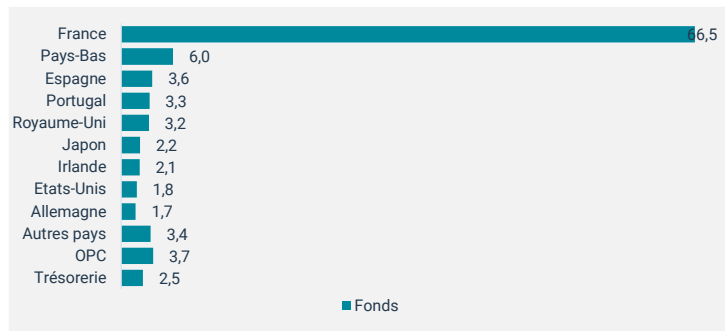 France 66,5
Pays-Bas 6,0
Espagne 3,6
Portugal 3,3
Royaume-Uni 3,2
Japon 2,2
Irlande 2,1
Etats-Unis 1,8
Allemagne 1,7
Autres pays 3,4
OPC 3,7
Trésorerie 2,5
Fonds